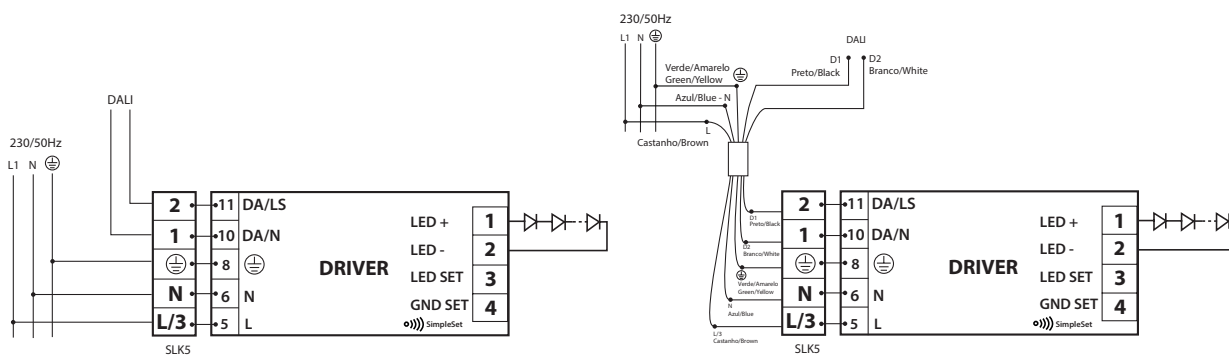 DALI
230/50Hz
L1 N
2
1
N
L/3
SLK5
11 DA/LS
10 DA/N
8
6 N
5 L
DRIVER
LED +
LED -
LED SET
GND SET
SimpleSet
1
2
3
4
230/50Hz
L1 N
Verde/Amarelo
Green/Yellow
Azul/Blue - N
L
Castanho/Brown
DALI
D1
Preto/Black
D2
Branco/White
D1
Preto/Black
D2
Branco/White
Verde/Amarelo
Green/Yellow
N
Azul/Blue
L/3
Castanho/Brown
2
1
N
L/3
SLK5
11 DA/LS
10 DA/N
8
6 N
5 L
DRIVER
LED +
LED -
LED SET
GND SET
SimpleSet
1
2
3
4